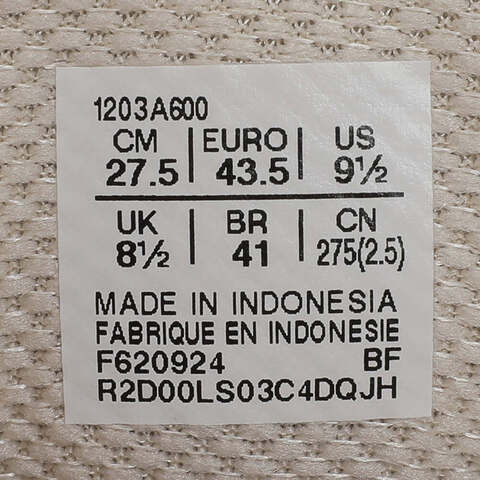 1203A600
CM EURO US
27.5 43.5 9½
UK BR CN
8½ 41 275(2.5)
MADE IN INDONESIA
FABRIQUE EN INDONESIE
F620924 BF
R2D00LS03C4DQJH